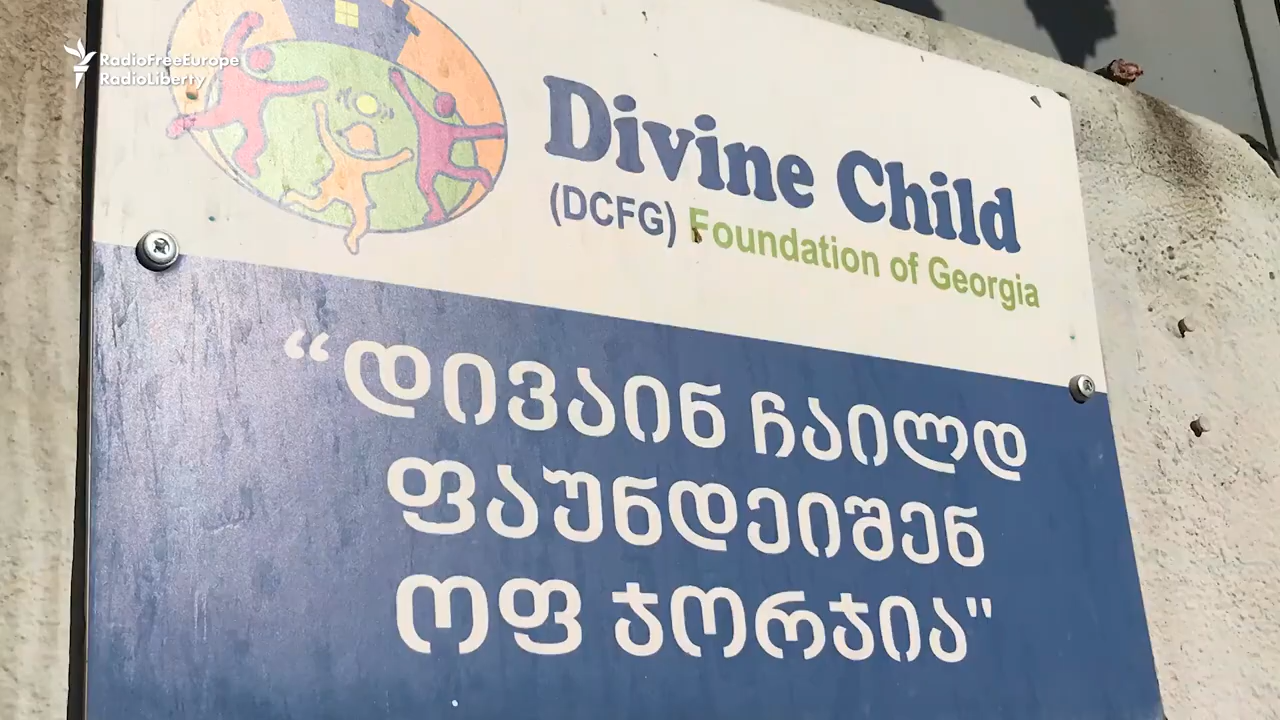 RadioFreeEurope
RadioLiberty
Divine Child
(DCFG) Foundation of Georgia
“დივაინ ჩაილდ
ფაუნდეიშენ
ოფ ჯორჯია"